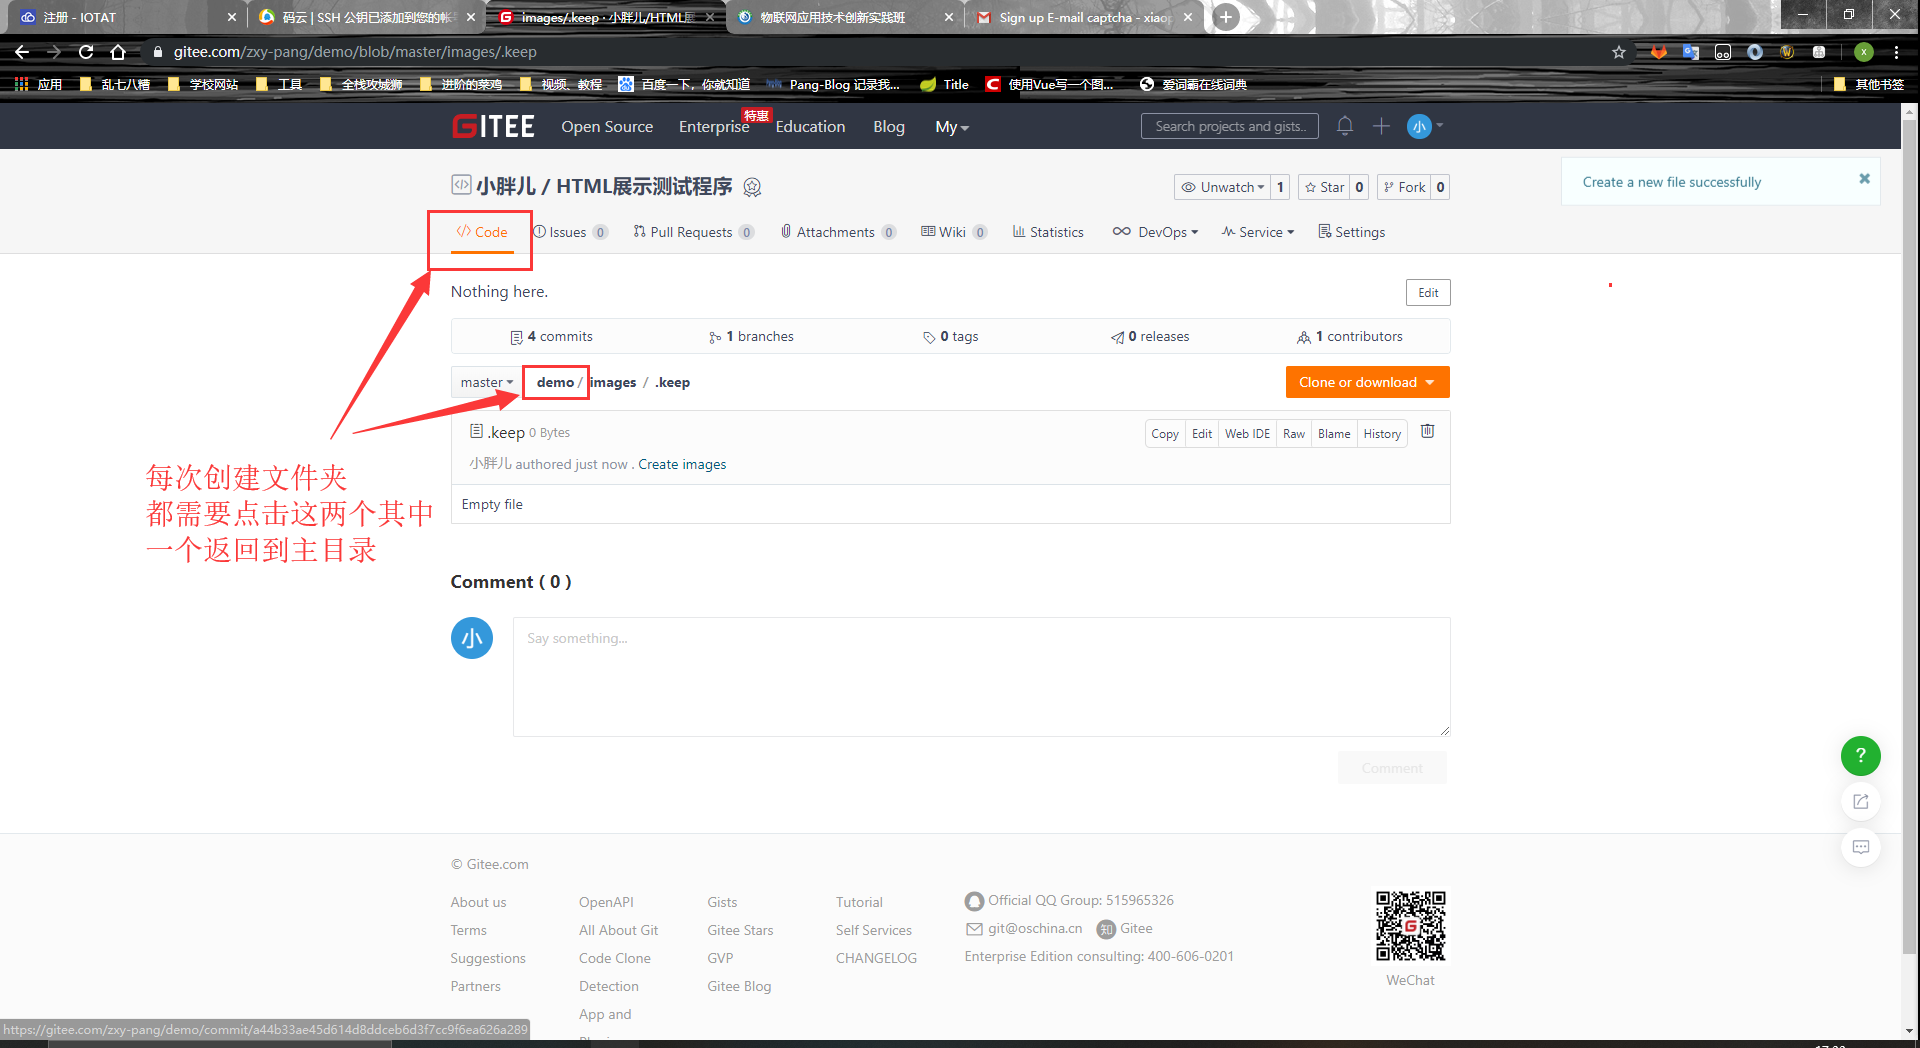 注册 - IOTAT
码云 | SSH 公钥已添加到您的帐
images/.keep · 小胖儿/HTML展
物联网应用技术创新实践班
Sign up E-mail captcha - xiaop
gitee.com/zxy-pang/demo/blob/master/images/.keep
应用
乱七八糟
学校网站
工具
全栈攻城狮
进阶的菜鸡
视频、教程
百度一下，你就知道
Pang-Blog 记录我...
Title
使用Vue写一个图...
爱词霸在线词典
其他书签
GITEE
Open Source
Enterprise
特惠
Education
Blog
My
Search projects and gists..
小
小胖儿 / HTML展示测试程序
Unwatch 1
Star 0
Fork 0
Create a new file successfully
Code
Issues 0
Pull Requests 0
Attachments 0
Wiki 0
Statistics
DevOps
Service
Settings
Nothing here.
Edit
4 commits
1 branches
0 tags
0 releases
1 contributors
master
demo / images / .keep
Clone or download
.keep 0 Bytes
Copy Edit Web IDE Raw Blame History
小胖儿 authored just now . Create images
Empty file
每次创建文件夹
都需要点击这两个其中
一个返回到主目录
Comment ( 0 )
小
Say something...
Comment
?
© Gitee.com
About us
Terms
Suggestions
Partners
OpenAPI
All About Git
Code Clone
Detection
App and
Gists
Gitee Stars
GVP
Gitee Blog
Tutorial
Self Services
CHANGELOG
Official QQ Group: 515965326
git@oschina.cn
知 Gitee
Enterprise Edition consulting: 400-606-0201
WeChat
https://gitee.com/zxy-pang/demo/commit/a44b33ae45d614d8ddceb6d3f7cc9f6ea626a289